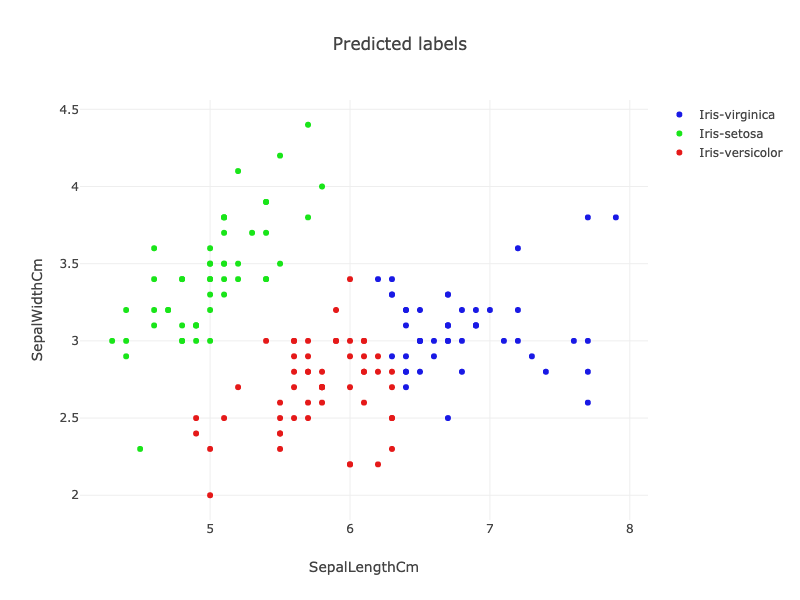 Predicted labels
4.5
4
3.5
3
2.5
2
SepalWidthCm
5 6 7 8
SepalLengthCm
Iris-virginica
Iris-setosa
Iris-versicolor